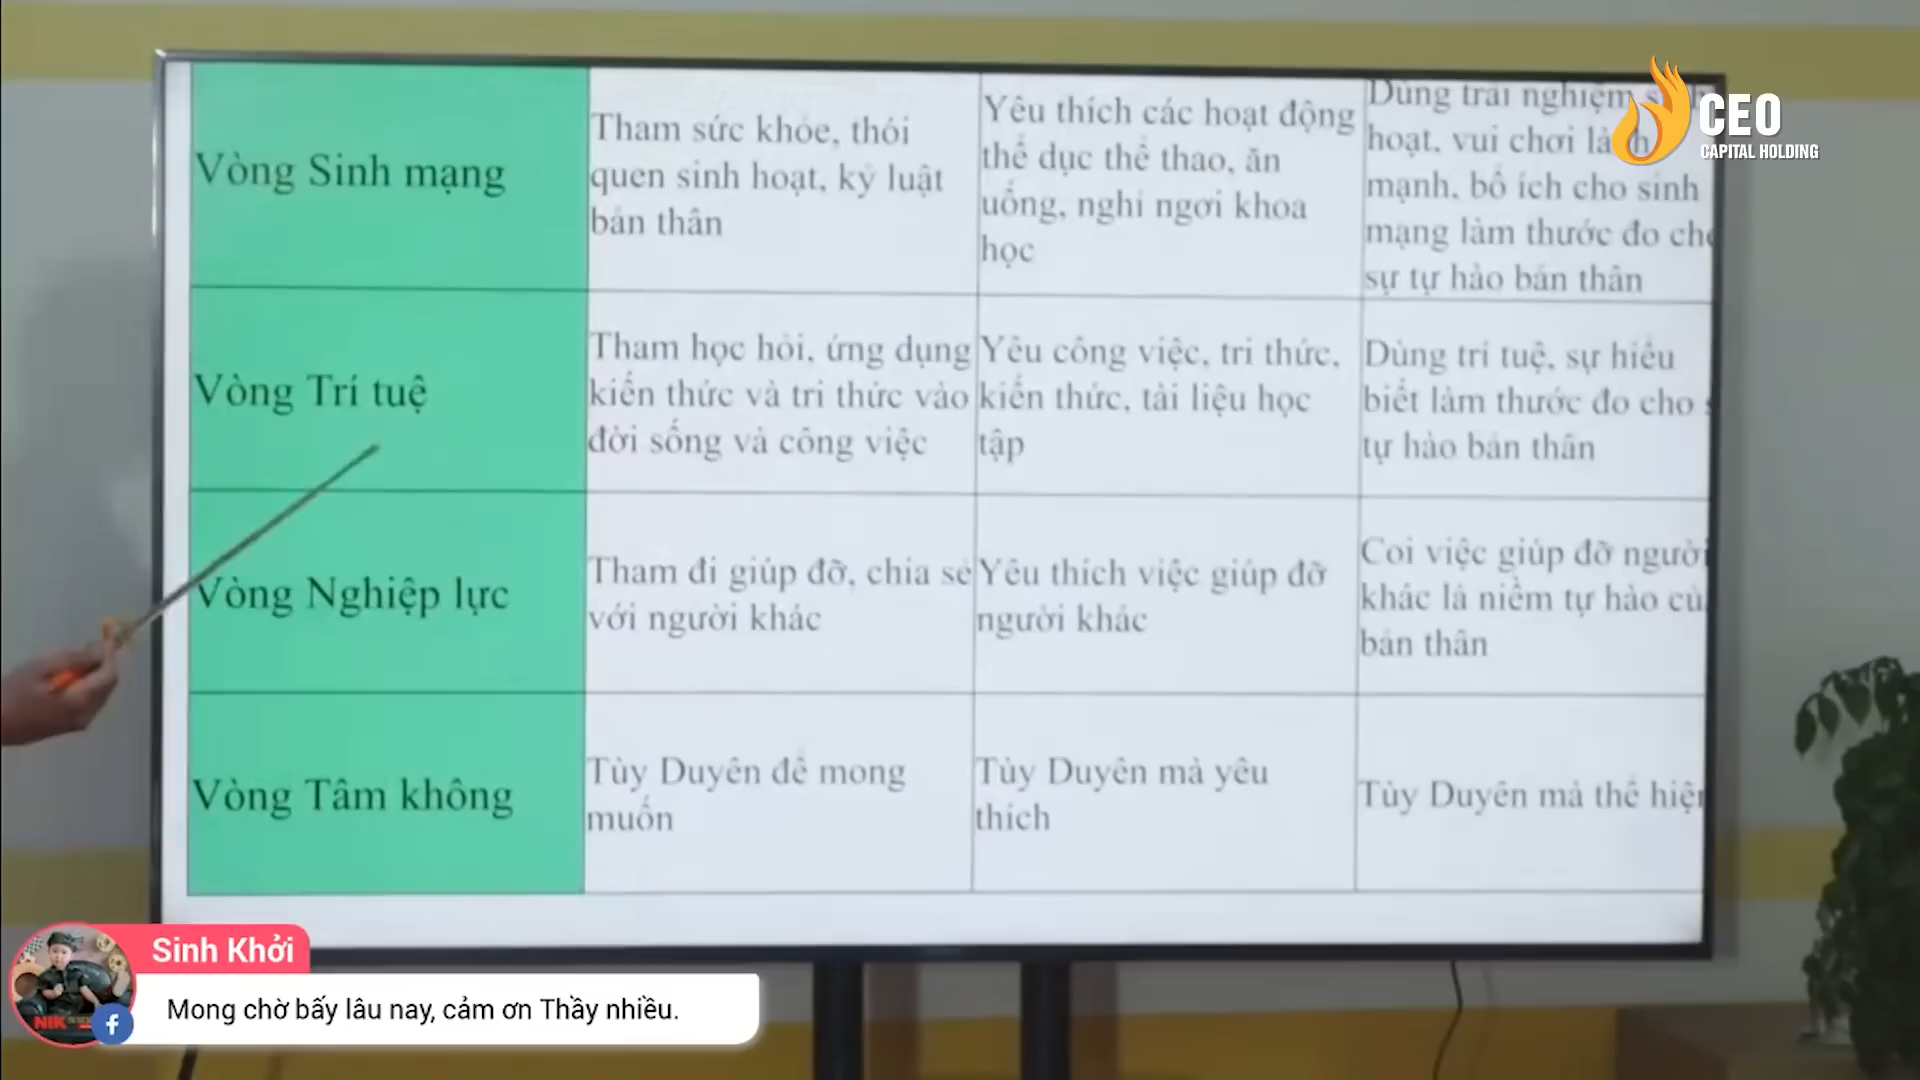 CEO
CAPITAL HOLDING
Vòng Sinh mạng
Tham sức khỏe, thói
quen sinh hoạt, kỷ luật
bản thân
Yêu thích các hoạt động
thể dục thể thao, ăn
uống, nghỉ ngơi khoa
học
Dùng trải nghiệm
hoạt, vui chơi
mạnh, bổ ích cho sinh
mạng làm thước đo
sự tự hào bản thân
Vòng Trí tuệ
Tham học hỏi, ứng dụng
kiến thức và tri thức vào
đời sống và công việc
Yêu công việc, tri thức,
kiến thức, tài liệu học
tập
Dùng trí tuệ, sự hiểu
biết làm thước đo cho
tự hào bản thân
Vòng Nghiệp lực
Tham đi giúp đỡ, chia sẻ
với người khác
Yêu thích việc giúp đỡ
người khác
Coi việc giúp đỡ người
khác là niềm tự hào
bản thân
Vòng Tâm không
Tùy Duyên để mong
muốn
Tùy Duyên mà yêu
thích
Tùy Duyên mà thể
Sinh Khởi
Mong chờ bấy lâu nay, cảm ơn Thầy nhiều.
NIK